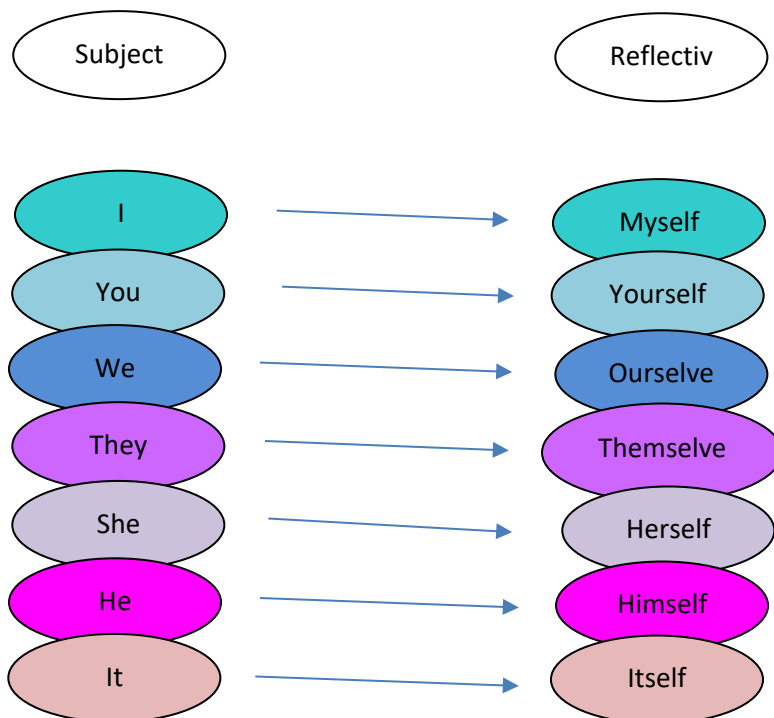 Subject Reflectiv
I Myself
You Yourself
We Ourselve
They Themselve
She Herself
He Himself
It Itself